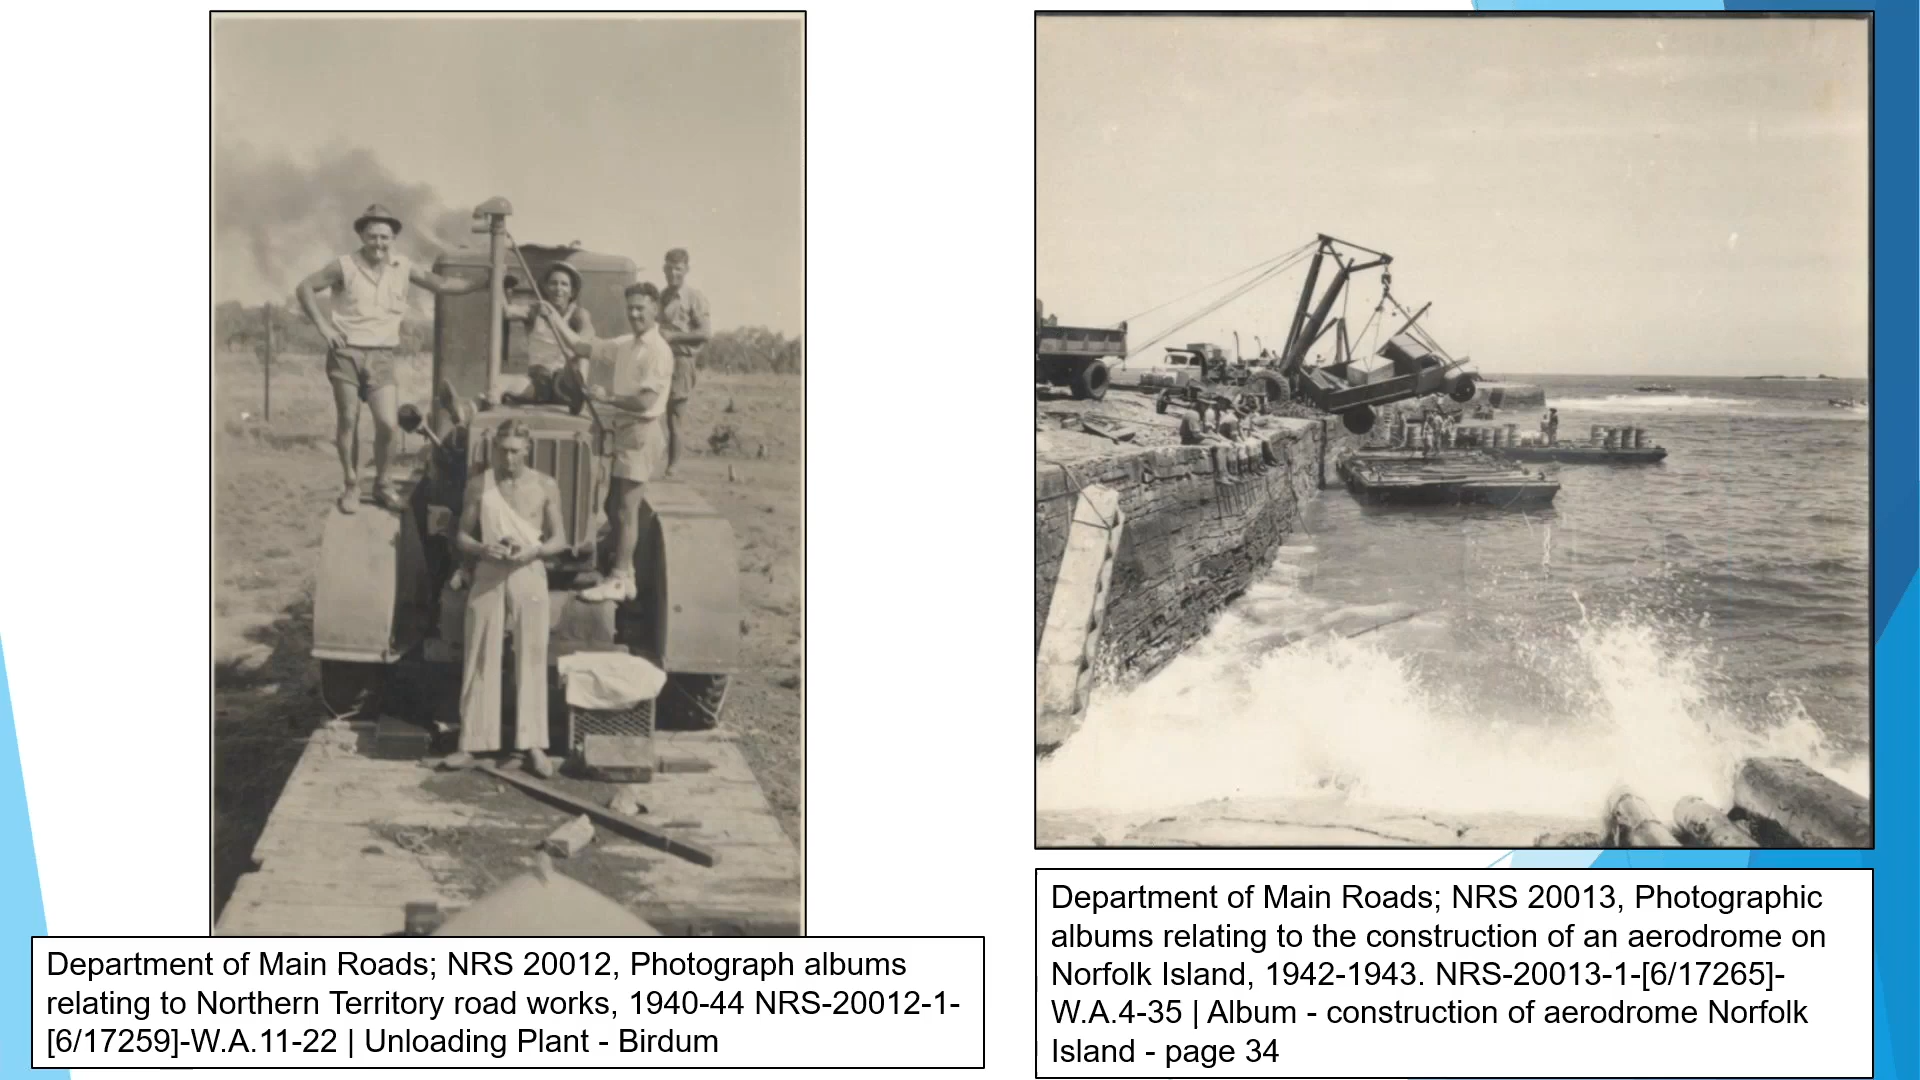 Department of Main Roads; NRS 20012, Photograph albums
relating to Northern Territory road works, 1940-44 NRS-20012-1-
[6/17259]-W.A.11-22 | Unloading Plant - Birdum
Department of Main Roads; NRS 20013, Photographic
albums relating to the construction of an aerodrome on
Norfolk Island, 1942-1943. NRS-20013-1-[6/17265]-
W.A.4-35 | Album - construction of aerodrome Norfolk
Island - page 34